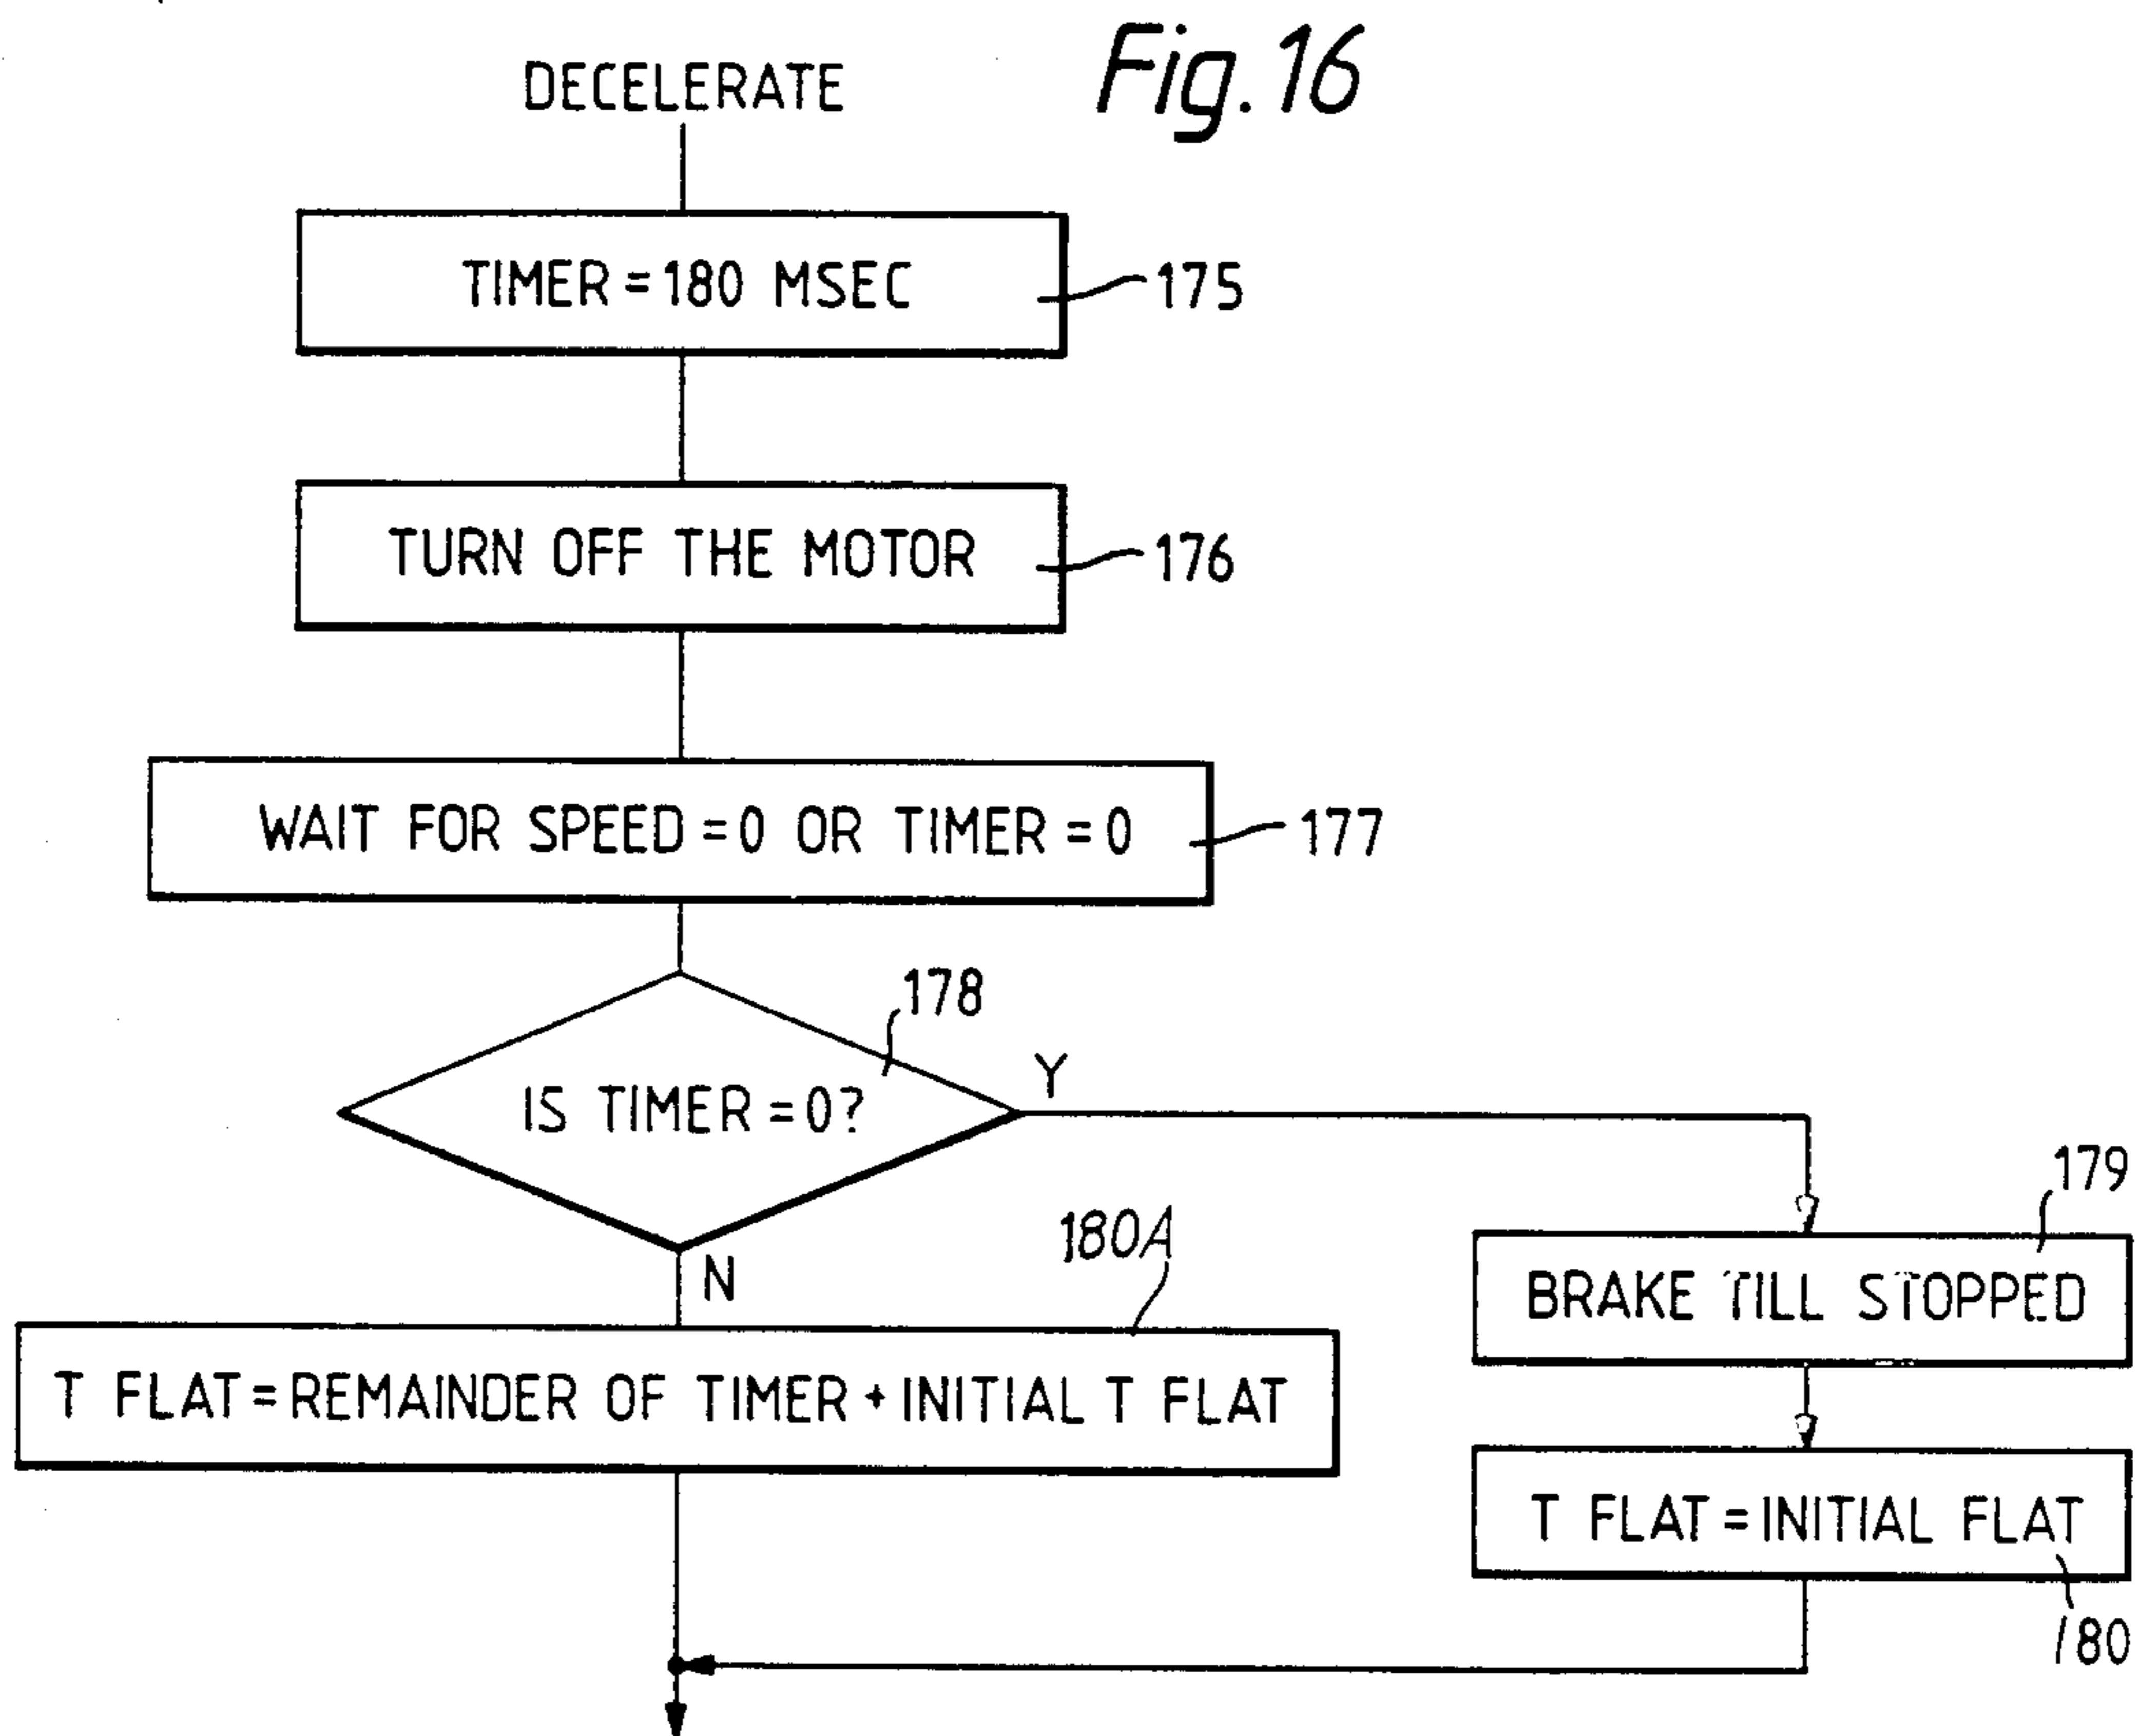 Fig. 16
DECELERATE
TIMER = 180 MSEC
175
TURN OFF THE MOTOR
176
WAIT FOR SPEED = 0 OR TIMER = 0
177
178
IS TIMER = 0?
Y
N
179
BRAKE TILL STOPPED
180A
T FLAT = REMAINDER OF TIMER + INITIAL T FLAT
T FLAT = INITIAL FLAT
180